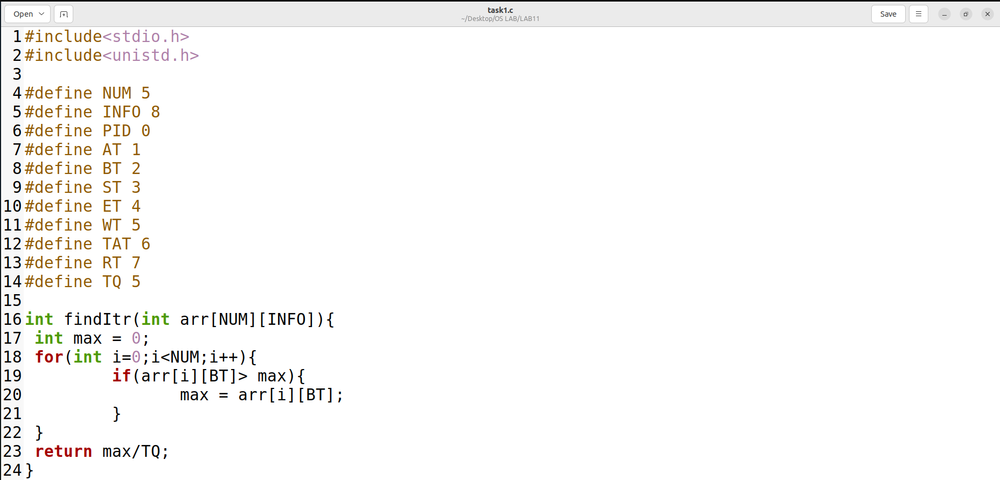 Open
task1.c
~/Desktop/OS LAB/LAB11
Save
1 #include<stdio.h>
2 #include<unistd.h>
3
4 #define NUM 5
5 #define INFO 8
6 #define PID 0
7 #define AT 1
8 #define BT 2
9 #define ST 3
10 #define ET 4
11 #define WT 5
12 #define TAT 6
13 #define RT 7
14 #define TQ 5
15
16 int findItr(int arr[NUM][INFO]){
17  int max = 0;
18  for(int i=0;i<NUM;i++){
19          if(arr[i][BT]> max){
20                 max = arr[i][BT];
21          }
22  }
23  return max/TQ;
24 }